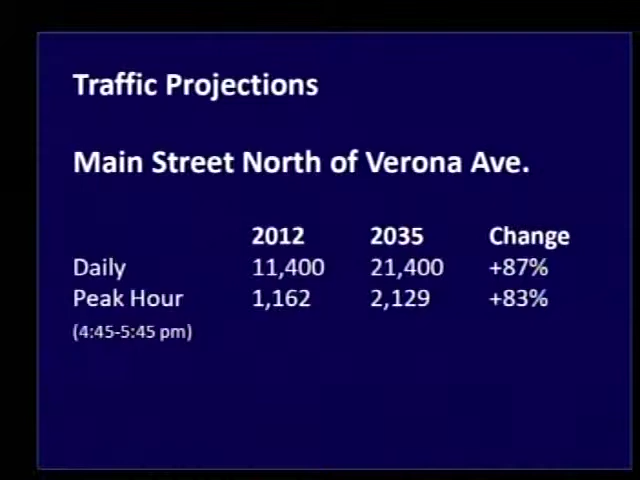 Traffic Projections
Main Street North of Verona Ave.
2012 2035 Change
Daily 11,400 21,400 +87%
Peak Hour 1,162 2,129 +83%
(4:45-5:45 pm)